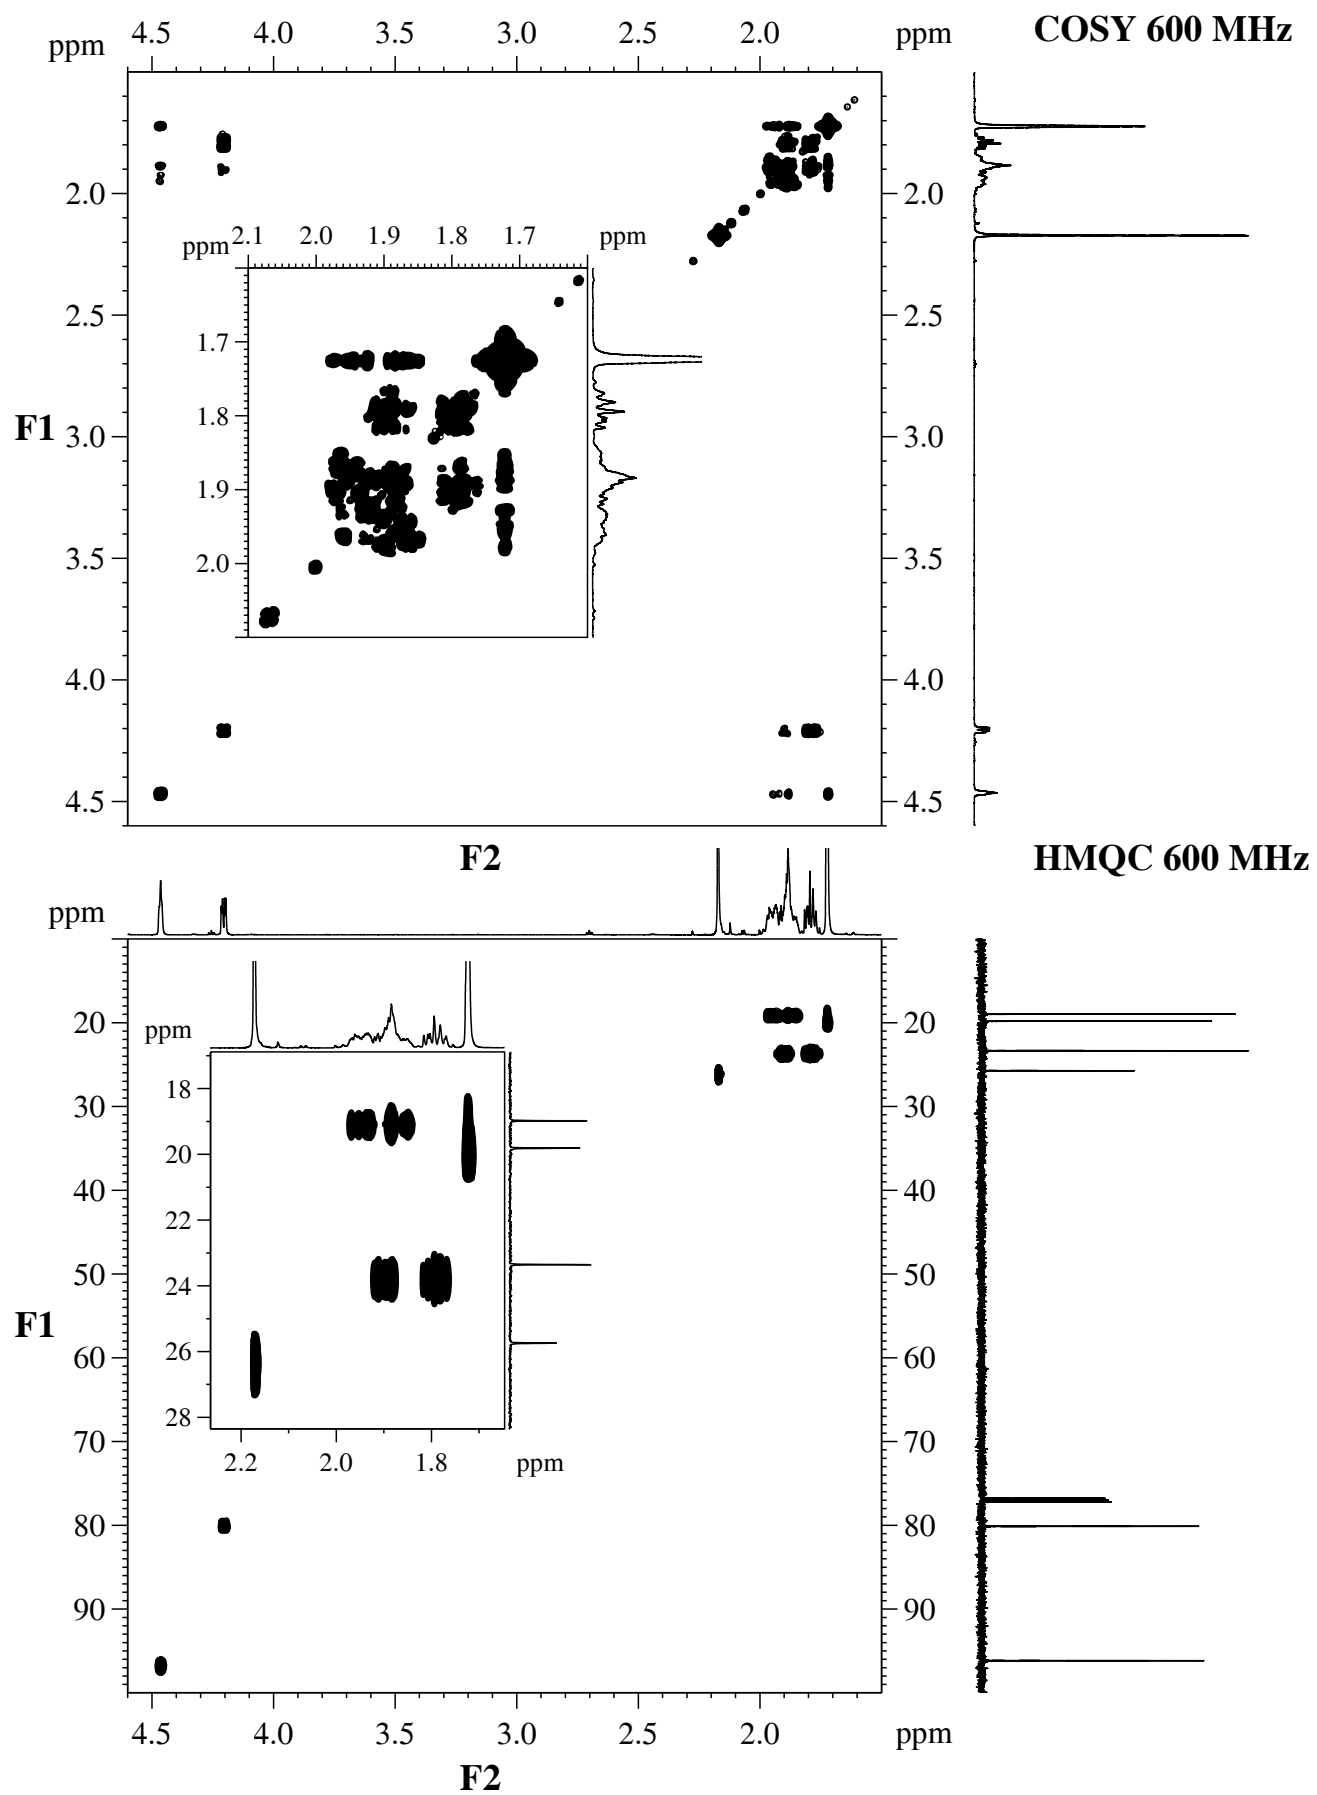 4.5 4.0 3.5 3.0 2.5 2.0
ppm ppm COSY 600 MHz
2.0 2.0
2.1 2.0 1.9 1.8 1.7
ppm ppm
2.5 2.5
1.7
1.8
F1 3.0 3.0
1.9
3.5 3.5
2.0
4.0 4.0
4.5 4.5
F2 HMQC 600 MHz
ppm
20 20
ppm
18
30 30
20
40 40
22
50 50
24
F1
26
60 60
28
70 70
2.2 2.0 1.8 ppm
80 80
90 90
4.5 4.0 3.5 3.0 2.5 2.0 ppm
F2